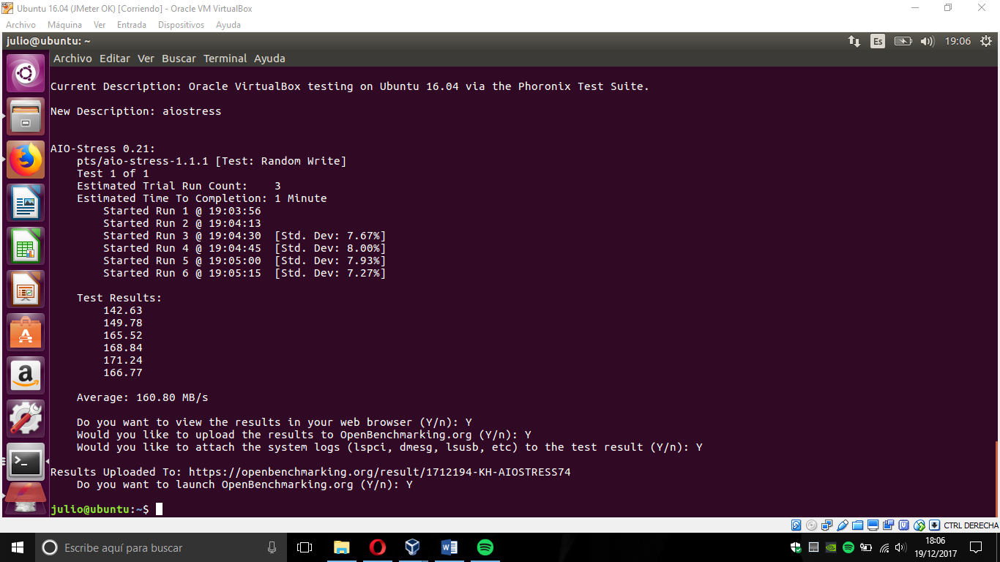 Ubuntu 16.04 (JMeter OK) [Corriendo] - Oracle VM VirtualBox
Archivo Máquina Ver Entrada Dispositivos Ayuda
julio@ubuntu: ~ Es 19:06
Archivo Editar Ver Buscar Terminal Ayuda
Current Description: Oracle VirtualBox testing on Ubuntu 16.04 via the Phoronix Test Suite.
New Description: aiostress
AIO-Stress 0.21:
pts/aio-stress-1.1.1 [Test: Random Write]
Test 1 of 1
Estimated Trial Run Count: 3
Estimated Time To Completion: 1 Minute
Started Run 1 @ 19:03:56
Started Run 2 @ 19:04:13
Started Run 3 @ 19:04:30 [Std. Dev: 7.67%]
Started Run 4 @ 19:04:45 [Std. Dev: 8.00%]
Started Run 5 @ 19:05:00 [Std. Dev: 7.93%]
Started Run 6 @ 19:05:15 [Std. Dev: 7.27%]
Test Results:
142.63
149.78
165.52
168.84
171.24
166.77
Average: 160.80 MB/s
Do you want to view the results in your web browser (Y/n): Y
Would you like to upload the results to OpenBenchmarking.org (Y/n): Y
Would you like to attach the system logs (lspci, dmesg, lsusb, etc) to the test result (Y/n): Y
Results Uploaded To: https://openbenchmarking.org/result/1712194-KH-AIOSTRESS74
Do you want to launch OpenBenchmarking.org (Y/n): Y
julio@ubuntu:~$
CTRL DERECHA
Escribe aquí para buscar
18:06
19/12/2017